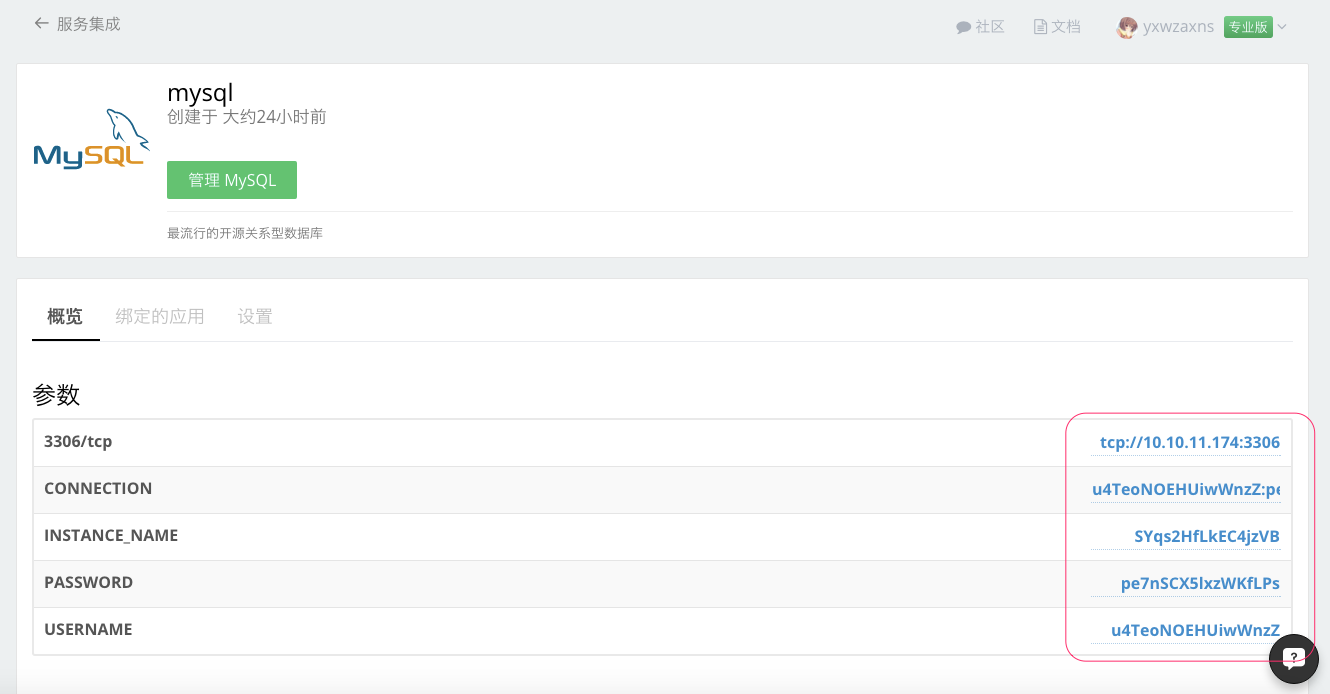 服务集成
社区 文档 yxwzaxns 专业版
mysql
创建于 大约24小时前
MySQL
管理 MySQL
最流行的开源关系型数据库
概览 绑定的应用 设置
参数
3306/tcp tcp://10.10.11.174:3306
CONNECTION u4TeoNOEHUiwWnzZ:pe
INSTANCE_NAME SYqs2HfLkEC4jzVB
PASSWORD pe7nSCX5lxzWKfLPs
USERNAME u4TeoNOEHUiwWnzZ